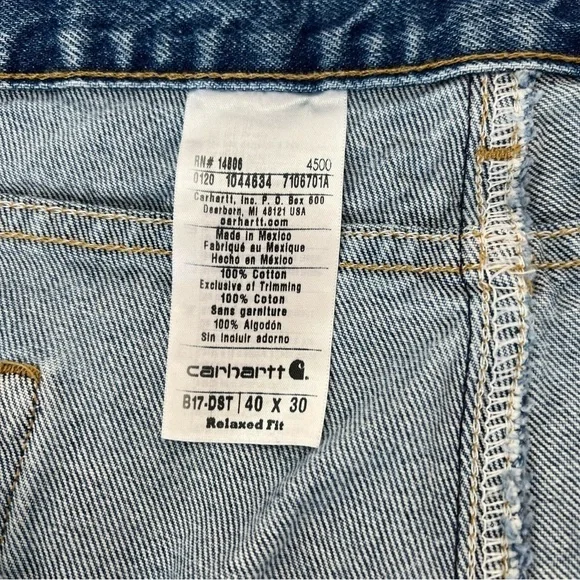 RN# 14806 4500
0120 1044634 7106701A
Carhartt, Inc. P. O. Box 600
Dearborn, MI 48121 USA
carhartt.com
Made in Mexico
Fabriqué au Mexique
Hecho en México
100% Cotton
Exclusive of Trimming
100% Coton
Sans garniture
100% Algodón
Sin incluir adorno
carhartt
B17-DST 40 X 30
Relaxed Fit